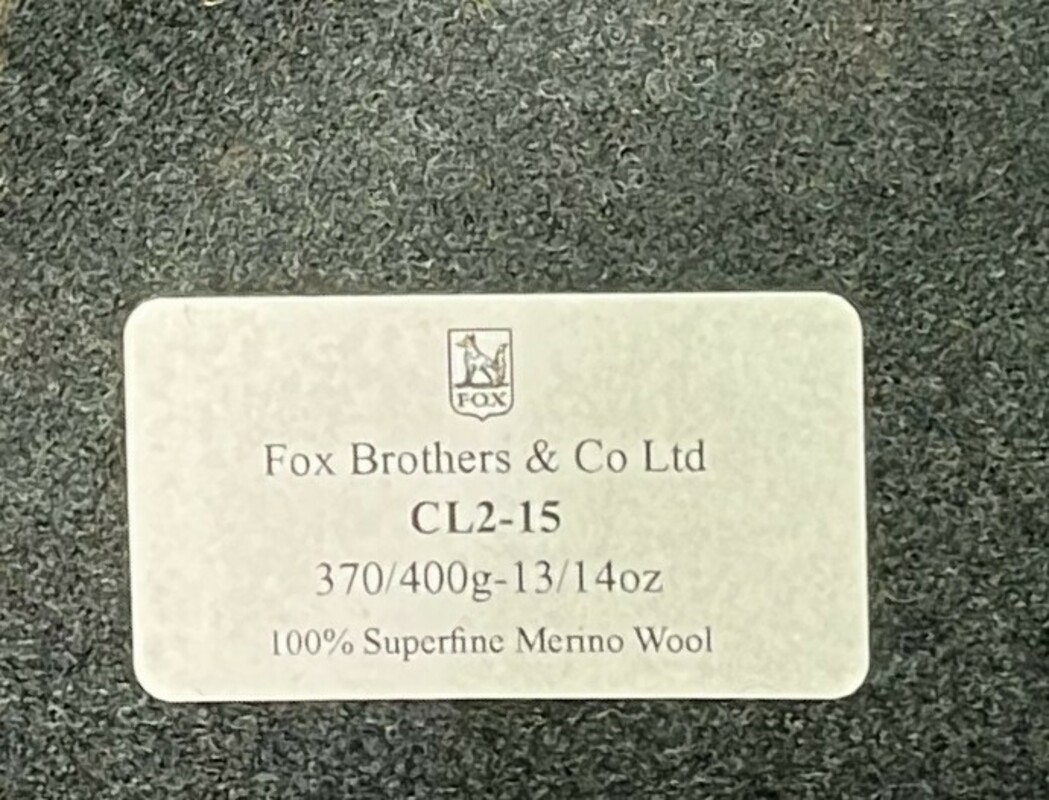 FOX
Fox Brothers & Co Ltd
CL2-15
370/400g-13/14oz
100% Superfine Merino Wool